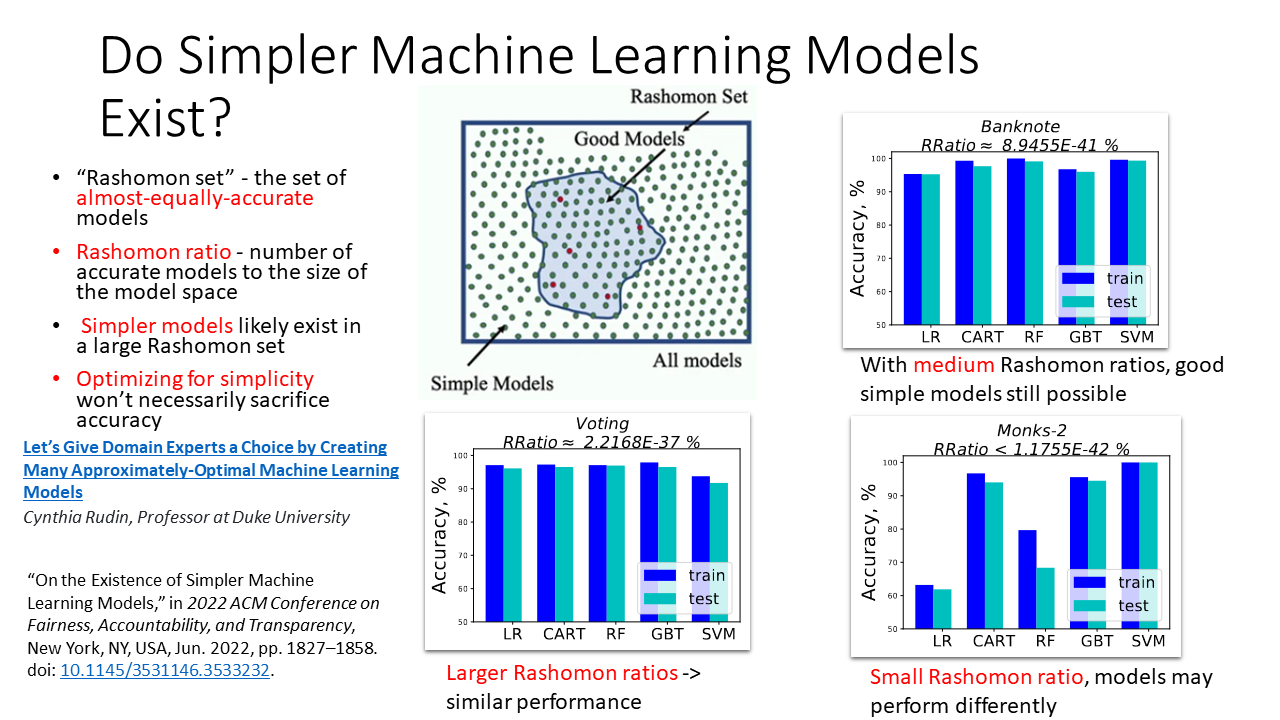 Do Simpler Machine Learning Models
Exist?
• “Rashomon set” - the set of
almost-equally-accurate
models
• Rashomon ratio - number of
accurate models to the size of
the model space
• Simpler models likely exist in
a large Rashomon set
• Optimizing for simplicity
won’t necessarily sacrifice
accuracy
Let’s Give Domain Experts a Choice by Creating
Many Approximately-Optimal Machine Learning
Models
Cynthia Rudin, Professor at Duke University
“On the Existence of Simpler Machine
Learning Models,” in 2022 ACM Conference on
Fairness, Accountability, and Transparency,
New York, NY, USA, Jun. 2022, pp. 1827–1858.
doi: 10.1145/3531146.3533232.
Rashomon Set
Good Models
All models
Simple Models
Voting
RRatio ≈ 2.2168E-37 %
Accuracy, %
100
90
80
70
60
50
train
test
LR CART RF GBT SVM
Larger Rashomon ratios ->
similar performance
Banknote
RRatio ≈ 8.9455E-41 %
Accuracy, %
100
90
80
70
60
50
train
test
LR CART RF GBT SVM
With medium Rashomon ratios, good
simple models still possible
Monks-2
RRatio < 1.1755E-42 %
Accuracy, %
100
90
80
70
60
50
train
test
LR CART RF GBT SVM
Small Rashomon ratio, models may
perform differently